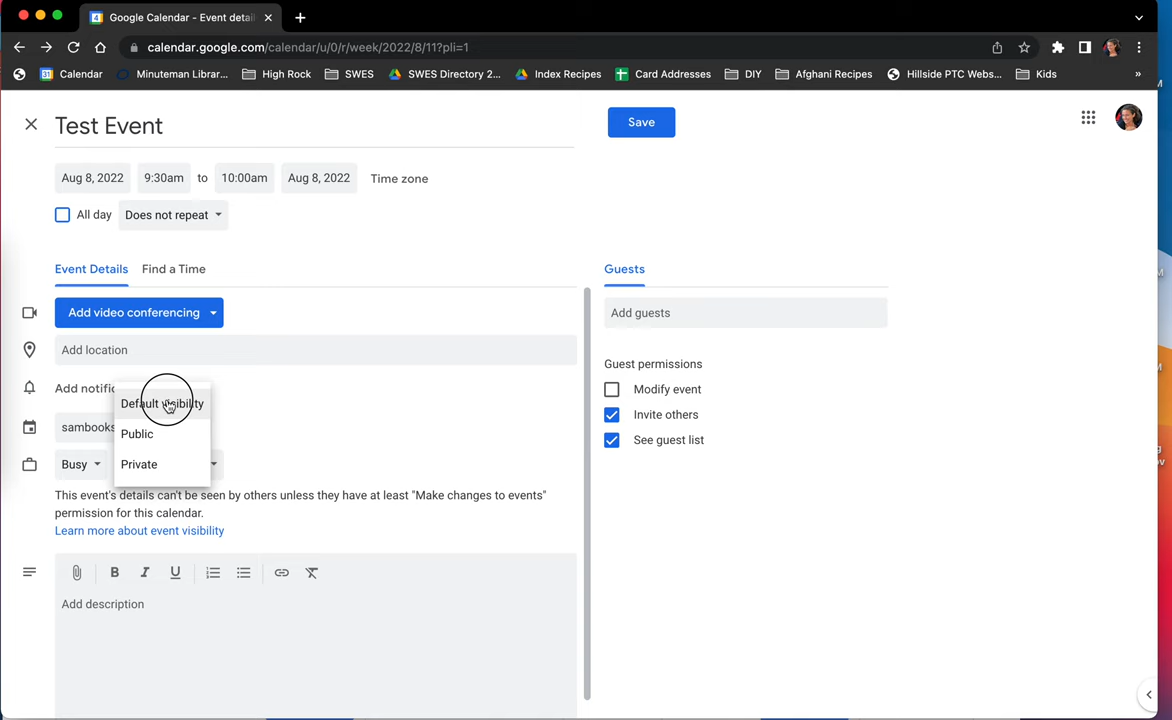 Google Calendar - Event detai
calendar.google.com/calendar/u/0/r/week/2022/8/11?pli=1
Calendar Minuteman Librar... High Rock SWES SWES Directory 2... Index Recipes Card Addresses DIY Afghani Recipes Hillside PTC Webs... Kids »
Test Event
Save
Aug 8, 2022 9:30am to 10:00am Aug 8, 2022 Time zone
All day Does not repeat
Event Details Find a Time
Guests
Add video conferencing
Add guests
Add location
Guest permissions
Add notific
Modify event
Default visibility
Invite others
sambooks
Public
See guest list
Busy
Private
This event's details can't be seen by others unless they have at least "Make changes to events"
permission for this calendar.
Learn more about event visibility
B I U
Add description